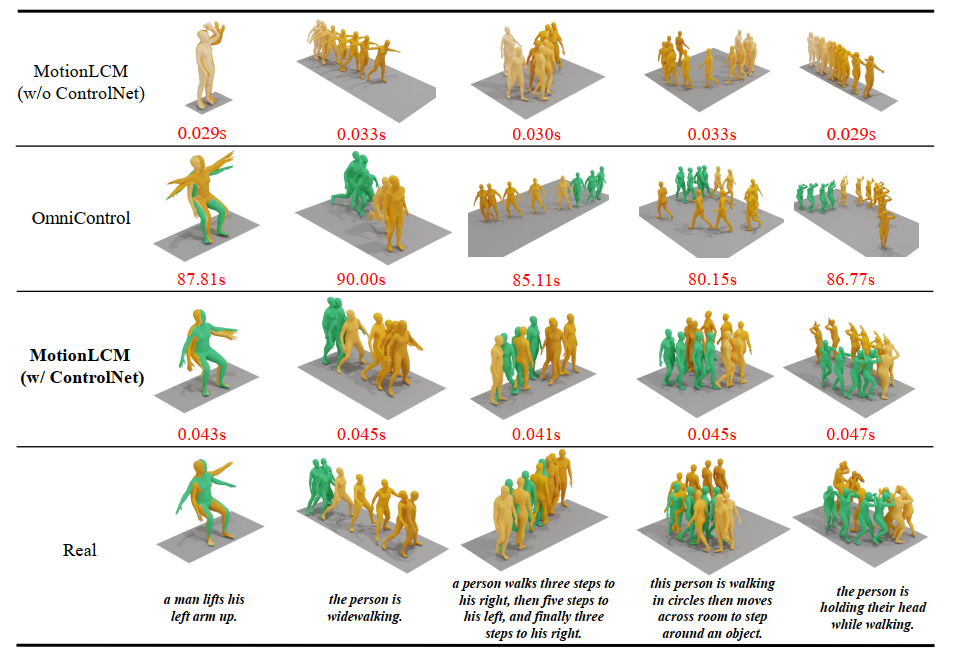 MotionLCM
(w/o ControlNet)
0.029s 0.033s 0.030s 0.033s 0.029s
OmniControl
87.81s 90.00s 85.11s 80.15s 86.77s
MotionLCM
(w/ ControlNet)
0.043s 0.045s 0.041s 0.045s 0.047s
Real
a man lifts his
left arm up.
the person is
widewalking.
a person walks three steps to
his right, then five steps to
his left, and finally three
steps to his right.
this person is walking
in circles then moves
across room to step
around an object.
the person is
holding their head
while walking.